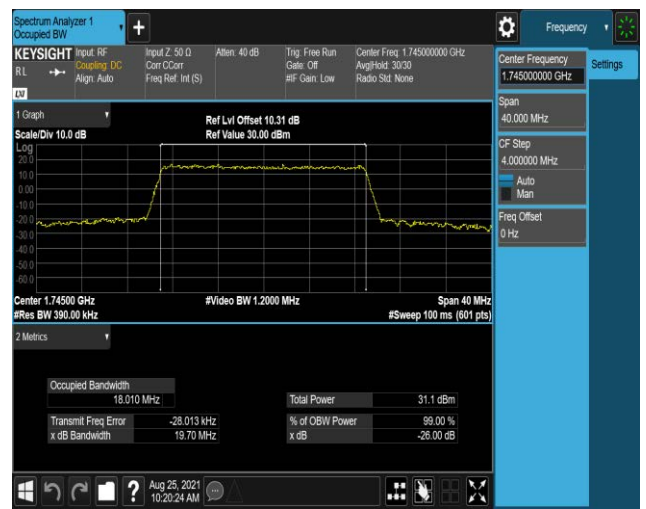 Spectrum Analyzer 1
Occupied BW
Frequency
KEYSIGHT Input: RF Input Z: 50 Ω Atten: 40 dB Trig: Free Run Center Freq: 1.745000000 GHz
RL Coupling: DC Corr CCorr Gate: Off Avg|Hold: 30/30
Align: Auto Freq Ref: Int (S) #IF Gain: Low Radio Std: None
LXI
Center Frequency
1.745000000 GHz
Settings
Span
40.000 MHz
CF Step
4.000000 MHz
Auto
Man
Freq Offset
0 Hz
1 Graph
Ref Lvl Offset 10.31 dB
Scale/Div 10.0 dB Ref Value 30.00 dBm
Log
20.0
10.0
0.00
-10.0
-20.0
-30.0
-40.0
-50.0
-60.0
Center 1.74500 GHz #Video BW 1.2000 MHz Span 40 MHz
#Res BW 390.00 kHz #Sweep 100 ms (601 pts)
2 Metrics
Occupied Bandwidth
18.010 MHz Total Power 31.1 dBm
Transmit Freq Error -28.013 kHz % of OBW Power 99.00 %
x dB Bandwidth 19.70 MHz x dB -26.00 dB
? Aug 25, 2021
10:20:24 AM